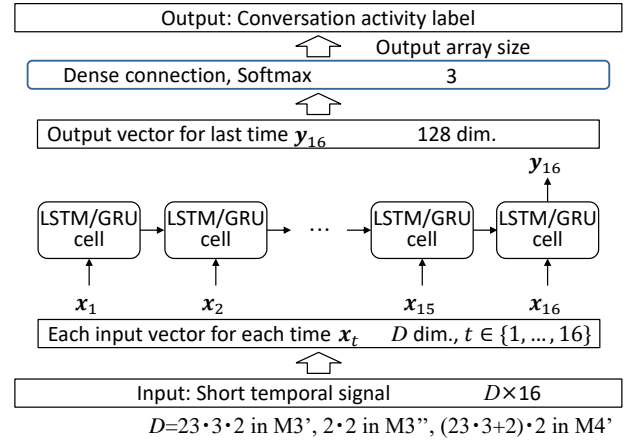 Output: Conversation activity label
Output array size
Dense connection, Softmax 3
Output vector for last time y₁₆ 128 dim.
y₁₆
LSTM/GRU cell LSTM/GRU cell ⋯ LSTM/GRU cell LSTM/GRU cell
x₁ x₂ x₁₅ x₁₆
Each input vector for each time xₜ D dim., t ∈ {1, … , 16}
Input: Short temporal signal D×16
D=23·3·2 in M3’, 2·2 in M3’’, (23·3+2)·2 in M4’